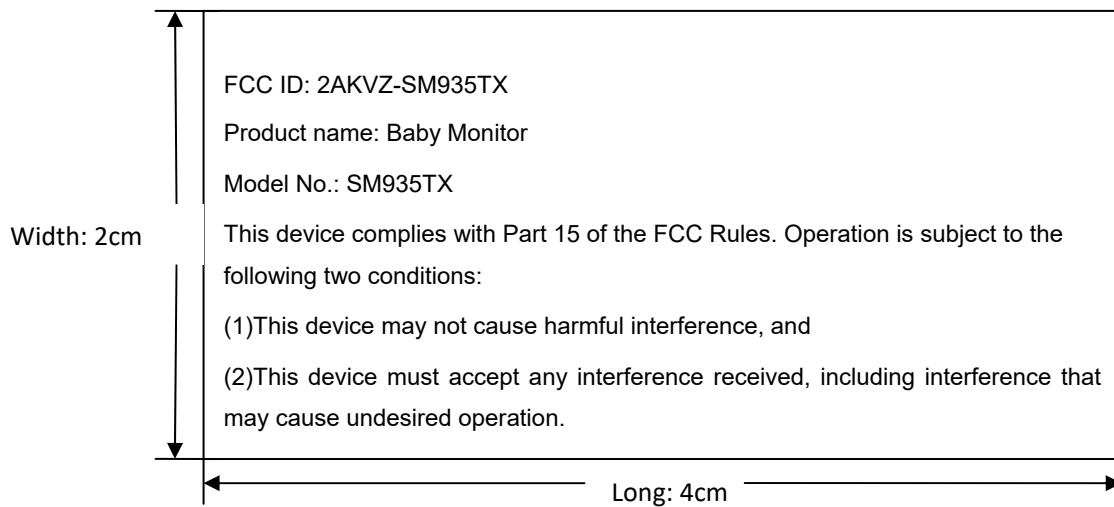 FCC ID: 2AKVZ-SM935TX
Product name: Baby Monitor
Model No.: SM935TX
Width: 2cm
This device complies with Part 15 of the FCC Rules. Operation is subject to the
following two conditions:
(1)This device may not cause harmful interference, and
(2)This device must accept any interference received, including interference that
may cause undesired operation.
Long: 4cm